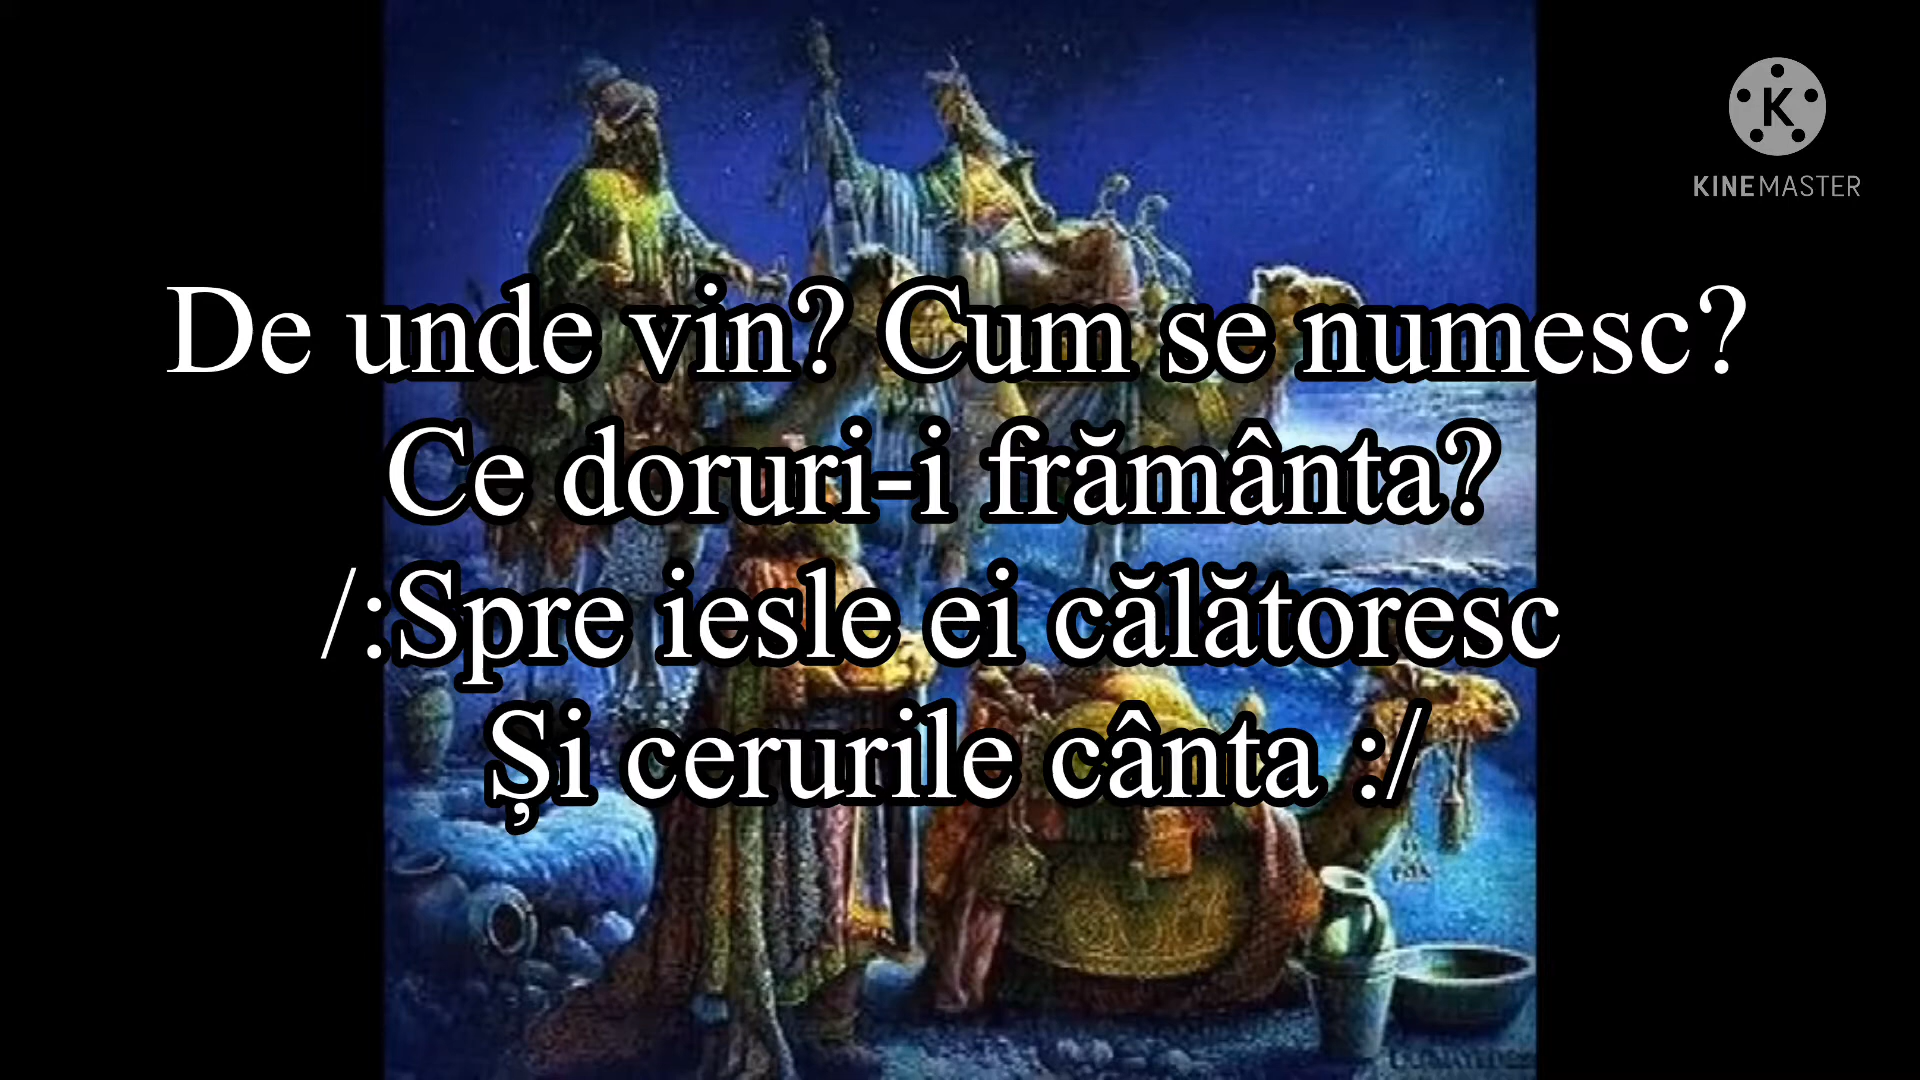 KINEMASTER
De unde vin? Cum se numesc?
Ce doruri-i frământa?
/:Spre iesle ei călătoresc
Și cerurile cânta :/